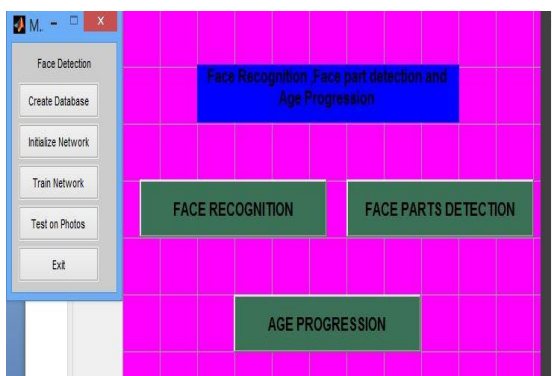 M..
Face Detection
Create Database
Initialize Network
Train Network
Test on Photos
Exit
Face Recognition ,Face part detection and
Age Progression
FACE RECOGNITION
FACE PARTS DETECTION
AGE PROGRESSION